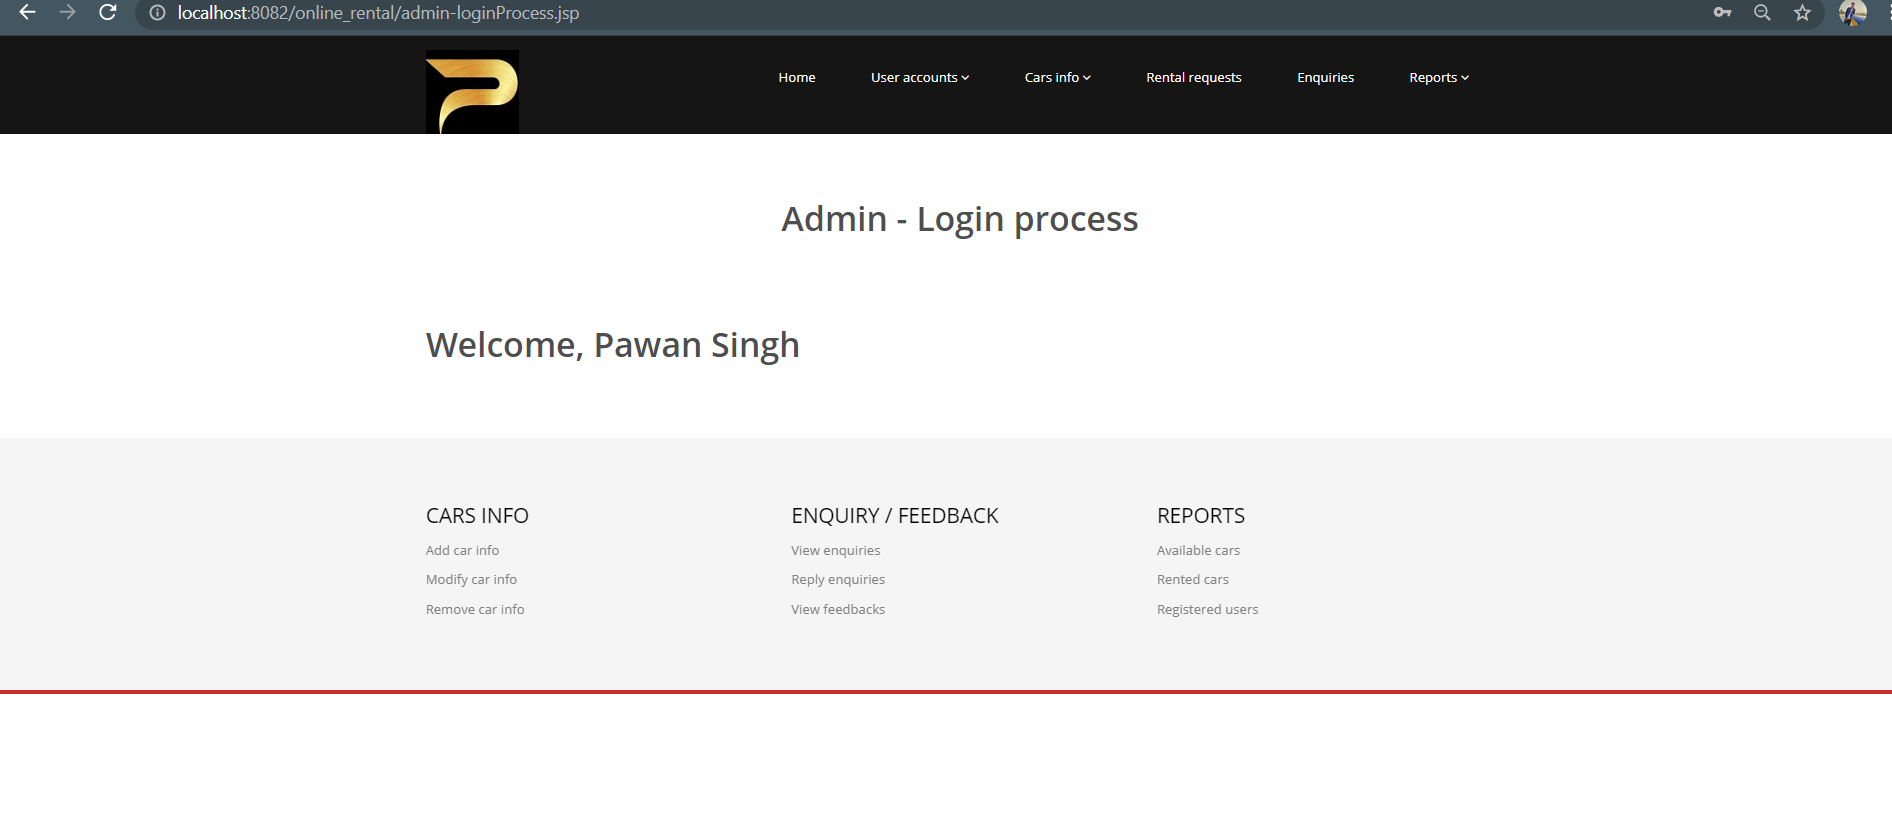 localhost:8082/online_rental/admin-loginProcess.jsp
Home User accounts Cars info Rental requests Enquiries Reports
Admin - Login process
Welcome, Pawan Singh
CARS INFO
Add car info
Modify car info
Remove car info
ENQUIRY / FEEDBACK
View enquiries
Reply enquiries
View feedbacks
REPORTS
Available cars
Rented cars
Registered users